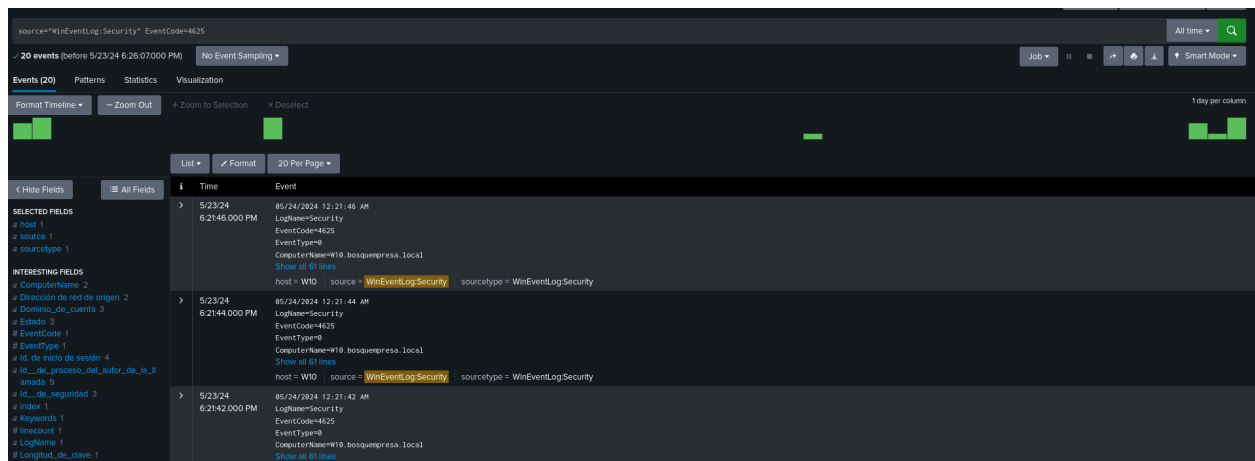 source="WinEventLog:Security" EventCode=4625
All time
20 events (before 5/23/24 6:26:07.000 PM)
No Event Sampling
Job
Smart Mode
Events (20)
Patterns
Statistics
Visualization
Format Timeline
— Zoom Out
+ Zoom to Selection
× Deselect
1 day per column
List
Format
20 Per Page
< Hide Fields
All Fields
i
Time
Event
SELECTED FIELDS
a host 1
a source 1
a sourcetype 1
INTERESTING FIELDS
a ComputerName 2
a Dirección de red de origen 2
a Dominio_de_cuenta 3
a Estado 3
# EventCode 1
# EventType 1
a Id. de inicio de sesión 4
a Id__de_proceso_del_autor_de_la_ll
amada 9
a Id__de_seguridad 3
a index 1
a Keywords 1
# linecount 1
a LogName 1
# Longitud_de_clave 1
5/23/24
6:21:46.000 PM
05/24/2024 12:21:46 AM
LogName=Security
EventCode=4625
EventType=0
ComputerName=W10.bosquempresa.local
Show all 61 lines
host = W10
source = WinEventLog:Security
sourcetype = WinEventLog:Security
5/23/24
6:21:44.000 PM
05/24/2024 12:21:44 AM
LogName=Security
EventCode=4625
EventType=0
ComputerName=W10.bosquempresa.local
Show all 61 lines
host = W10
source = WinEventLog:Security
sourcetype = WinEventLog:Security
5/23/24
6:21:42.000 PM
05/24/2024 12:21:42 AM
LogName=Security
EventCode=4625
EventType=0
ComputerName=W10.bosquempresa.local
Show all 61 lines